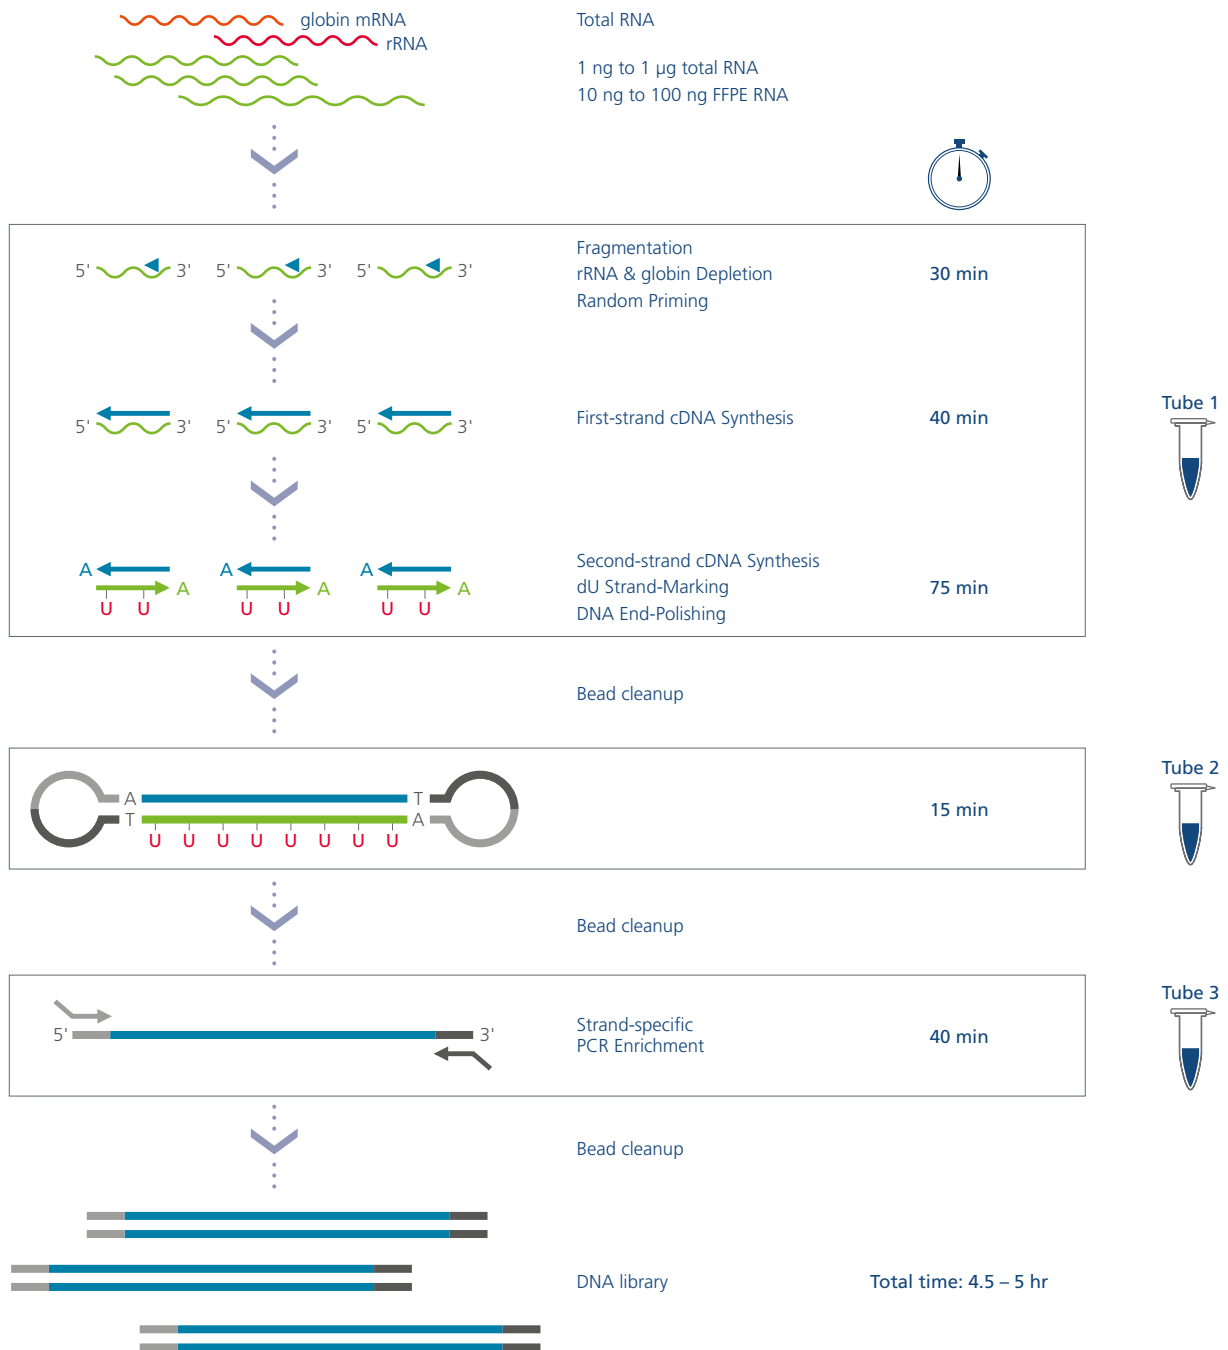 globin mRNA
rRNA
Total RNA
1 ng to 1 µg total RNA
10 ng to 100 ng FFPE RNA
5' 3' 5' 3' 5' 3'
Fragmentation
rRNA & globin Depletion
Random Priming
30 min
5' 3' 5' 3' 5' 3'
First-strand cDNA Synthesis
40 min
Tube 1
A A A
A A A
U U U U U U
Second-strand cDNA Synthesis
dU Strand-Marking
DNA End-Polishing
75 min
Bead cleanup
A T
T A
U U U U U U U U
15 min
Tube 2
Bead cleanup
5' 3'
Strand-specific
PCR Enrichment
40 min
Tube 3
Bead cleanup
DNA library
Total time: 4.5 – 5 hr